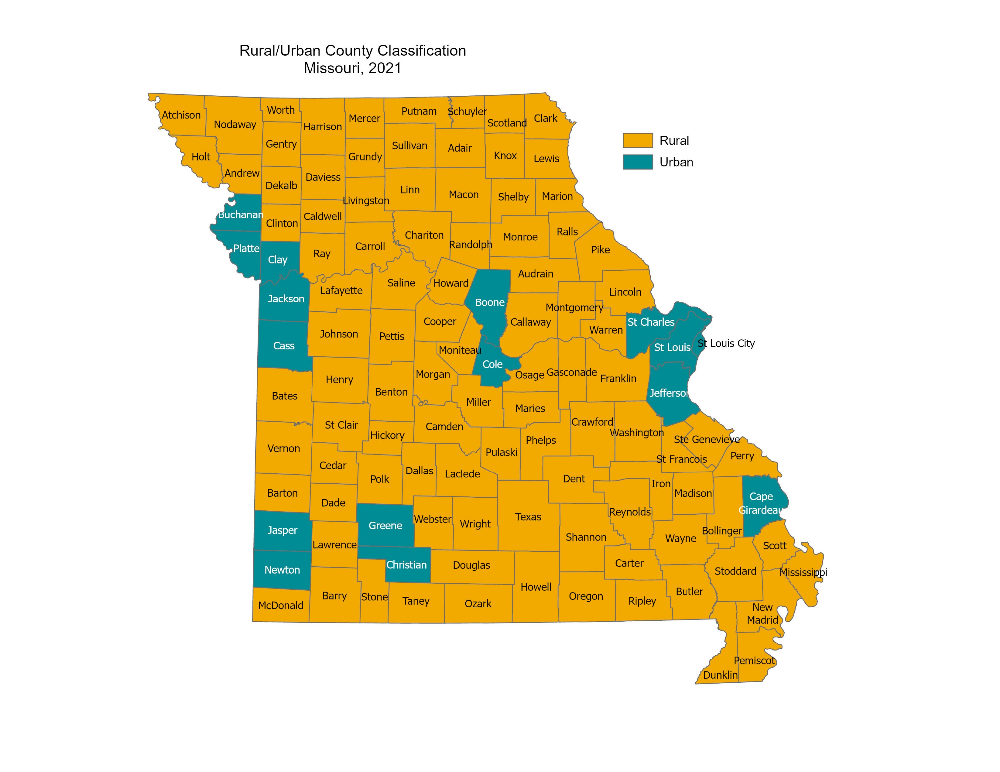 Rural/Urban County Classification
Missouri, 2021
Rural
Urban
Atchison
Nodaway
Worth
Harrison
Mercer
Putnam
Schuyler
Scotland
Clark
Holt
Andrew
Gentry
Grundy
Sullivan
Adair
Knox
Lewis
Dekalb
Daviess
Livingston
Linn
Macon
Shelby
Marion
Buchanan
Clinton
Caldwell
Carroll
Chariton
Randolph
Monroe
Ralls
Pike
Platte
Clay
Ray
Lafayette
Saline
Howard
Boone
Audrain
Lincoln
Jackson
Johnson
Pettis
Cooper
Callaway
Montgomery
Warren
St Charles
Cass
Moniteau
Cole
Osage
Gasconade
Franklin
St Louis
St Louis City
Henry
Benton
Morgan
Miller
Maries
Jefferson
Bates
St Clair
Hickory
Camden
Pulaski
Phelps
Crawford
Washington
Ste Genevieve
St Francois
Perry
Vernon
Cedar
Polk
Dallas
Laclede
Dent
Iron
Madison
Cape
Girardeau
Barton
Dade
Greene
Webster
Wright
Texas
Reynolds
Shannon
Wayne
Bollinger
Scott
Jasper
Lawrence
Christian
Douglas
Carter
Stoddard
Mississippi
Newton
Barry
Stone
Taney
Ozark
Howell
Oregon
Ripley
Butler
New
Madrid
McDonald
Pemiscot
Dunklin